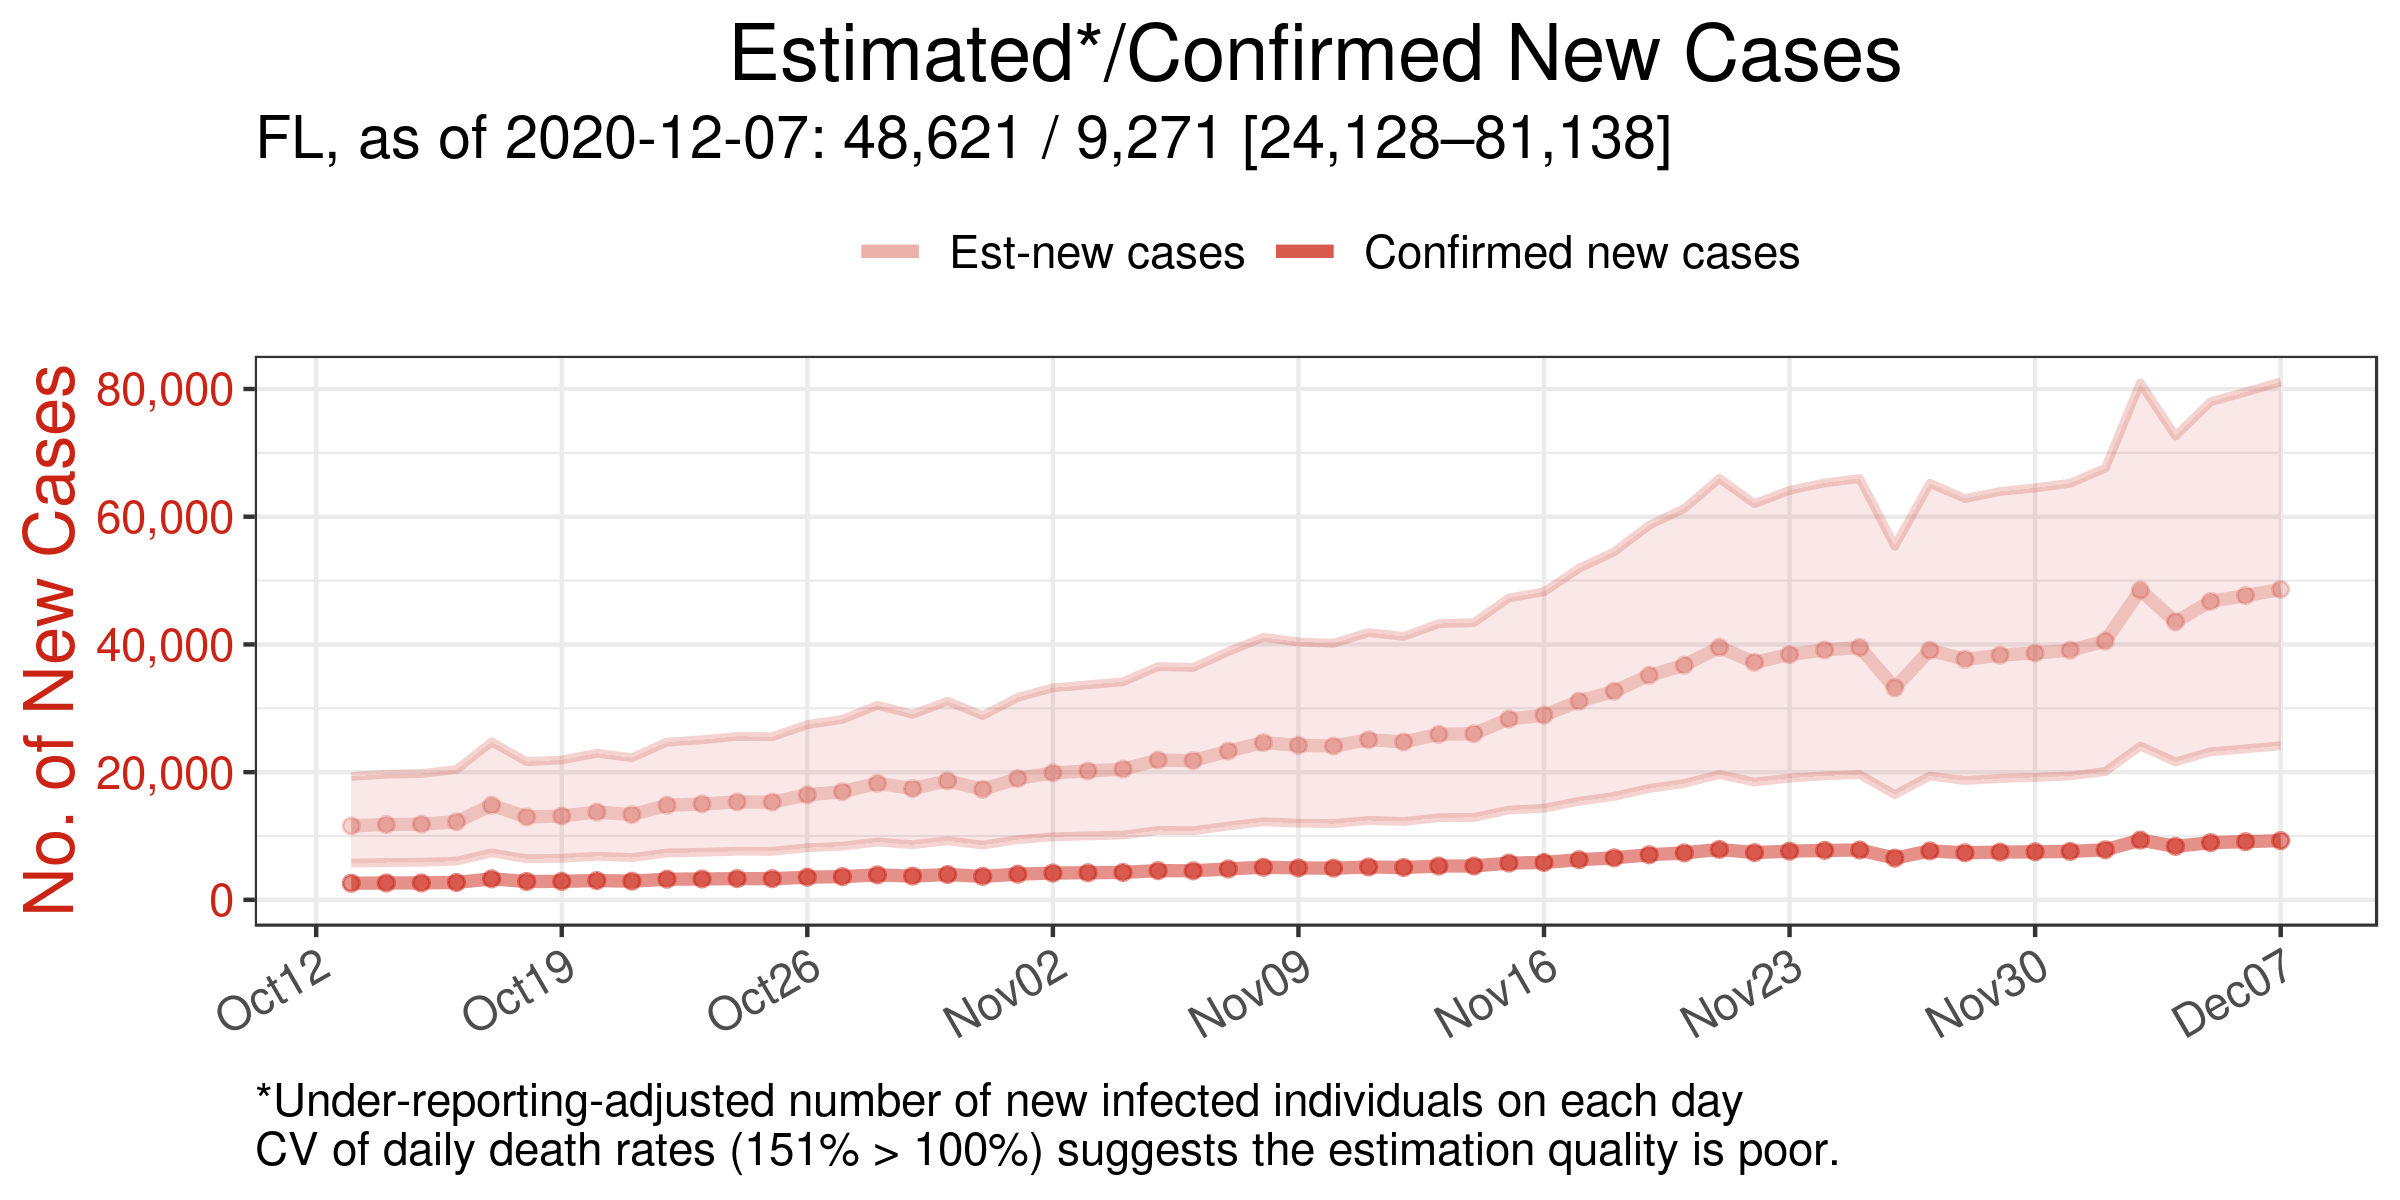 Estimated*/Confirmed New Cases
FL, as of 2020-12-07: 48,621 / 9,271 [24,128–81,138]
Est-new cases
Confirmed new cases
No. of New Cases
80,000
60,000
40,000
20,000
0
Oct12
Oct19
Oct26
Nov02
Nov09
Nov16
Nov23
Nov30
Dec07
*Under-reporting-adjusted number of new infected individuals on each day
CV of daily death rates (151% > 100%) suggests the estimation quality is poor.